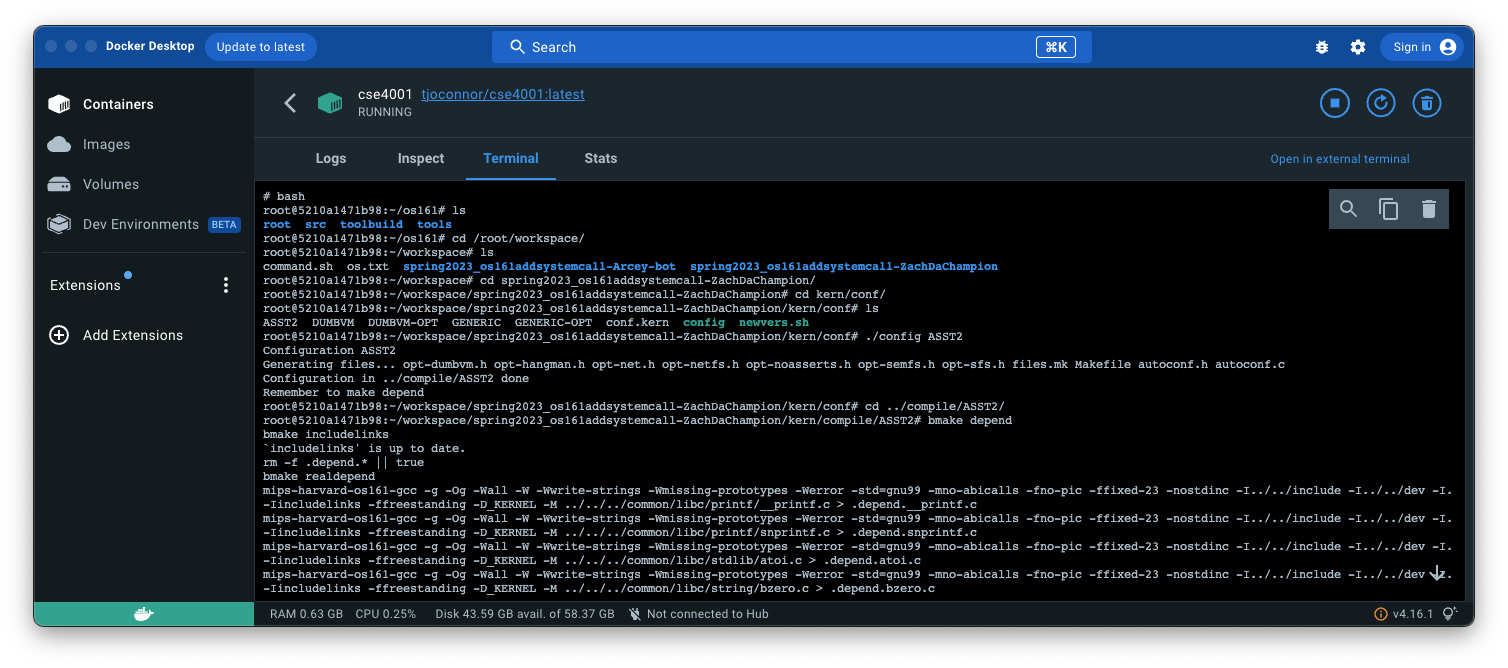 Docker Desktop
Update to latest
Search
⌘K
Sign in
Containers
Images
Volumes
Dev Environments BETA
Extensions
Add Extensions
cse4001 tjoconnor/cse4001:latest
RUNNING
Logs Inspect Terminal Stats
Open in external terminal
# bash
root@5210a1471b98:~/os161# ls
root src toolbuild tools
root@5210a1471b98:~/os161# cd /root/workspace/
root@5210a1471b98:~/workspace# ls
command.sh os.txt spring2023_os161addsystemcall-Arcey-bot spring2023_os161addsystemcall-ZachDaChampion
root@5210a1471b98:~/workspace# cd spring2023_os161addsystemcall-ZachDaChampion/
root@5210a1471b98:~/workspace/spring2023_os161addsystemcall-ZachDaChampion# cd kern/conf/
root@5210a1471b98:~/workspace/spring2023_os161addsystemcall-ZachDaChampion/kern/conf# ls
ASST2 DUMBVM DUMBVM-OPT GENERIC GENERIC-OPT conf.kern config newvers.sh
root@5210a1471b98:~/workspace/spring2023_os161addsystemcall-ZachDaChampion/kern/conf# ./config ASST2
Configuration ASST2
Generating files... opt-dumbvm.h opt-hangman.h opt-net.h opt-netfs.h opt-noasserts.h opt-semfs.h opt-sfs.h files.mk Makefile autoconf.h autoconf.c
Configuration in ../compile/ASST2 done
Remember to make depend
root@5210a1471b98:~/workspace/spring2023_os161addsystemcall-ZachDaChampion/kern/conf# cd ../compile/ASST2/
root@5210a1471b98:~/workspace/spring2023_os161addsystemcall-ZachDaChampion/kern/compile/ASST2# bmake depend
bmake includelinks
`includelinks' is up to date.
rm -f .depend.* || true
bmake realdepend
mips-harvard-os161-gcc -g -Og -Wall -W -Wwrite-strings -Wmissing-prototypes -Werror -std=gnu99 -mno-abicalls -fno-pic -ffixed-23 -nostdinc -I../../include -I../../dev -I.
-Iincludelinks -ffreestanding -D_KERNEL -M ../../../common/libc/printf/__printf.c > .depend.__printf.c
mips-harvard-os161-gcc -g -Og -Wall -W -Wwrite-strings -Wmissing-prototypes -Werror -std=gnu99 -mno-abicalls -fno-pic -ffixed-23 -nostdinc -I../../include -I../../dev -I.
-Iincludelinks -ffreestanding -D_KERNEL -M ../../../common/libc/printf/snprintf.c > .depend.snprintf.c
mips-harvard-os161-gcc -g -Og -Wall -W -Wwrite-strings -Wmissing-prototypes -Werror -std=gnu99 -mno-abicalls -fno-pic -ffixed-23 -nostdinc -I../../include -I../../dev -I.
-Iincludelinks -ffreestanding -D_KERNEL -M ../../../common/libc/stdlib/atoi.c > .depend.atoi.c
mips-harvard-os161-gcc -g -Og -Wall -W -Wwrite-strings -Wmissing-prototypes -Werror -std=gnu99 -mno-abicalls -fno-pic -ffixed-23 -nostdinc -I../../include -I../../dev
-Iincludelinks -ffreestanding -D_KERNEL -M ../../../common/libc/string/bzero.c > .depend.bzero.c
RAM 0.63 GB CPU 0.25% Disk 43.59 GB avail. of 58.37 GB Not connected to Hub
v4.16.1